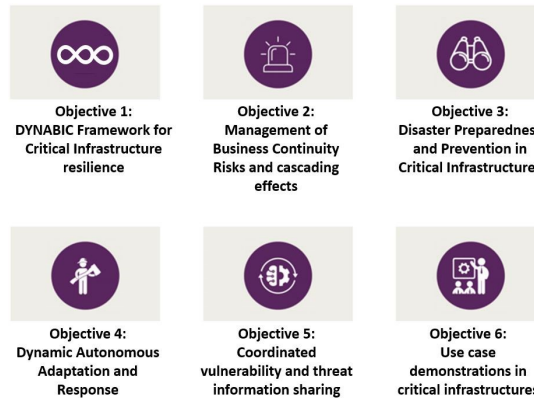 Objective 1:
DYNABIC Framework for
Critical Infrastructure
resilience
Objective 2:
Management of
Business Continuity
Risks and cascading
effects
Objective 3:
Disaster Preparednes
and Prevention in
Critical Infrastructure
Objective 4:
Dynamic Autonomous
Adaptation and
Response
Objective 5:
Coordinated
vulnerability and threat
information sharing
Objective 6:
Use case
demonstrations in
critical infrastructures